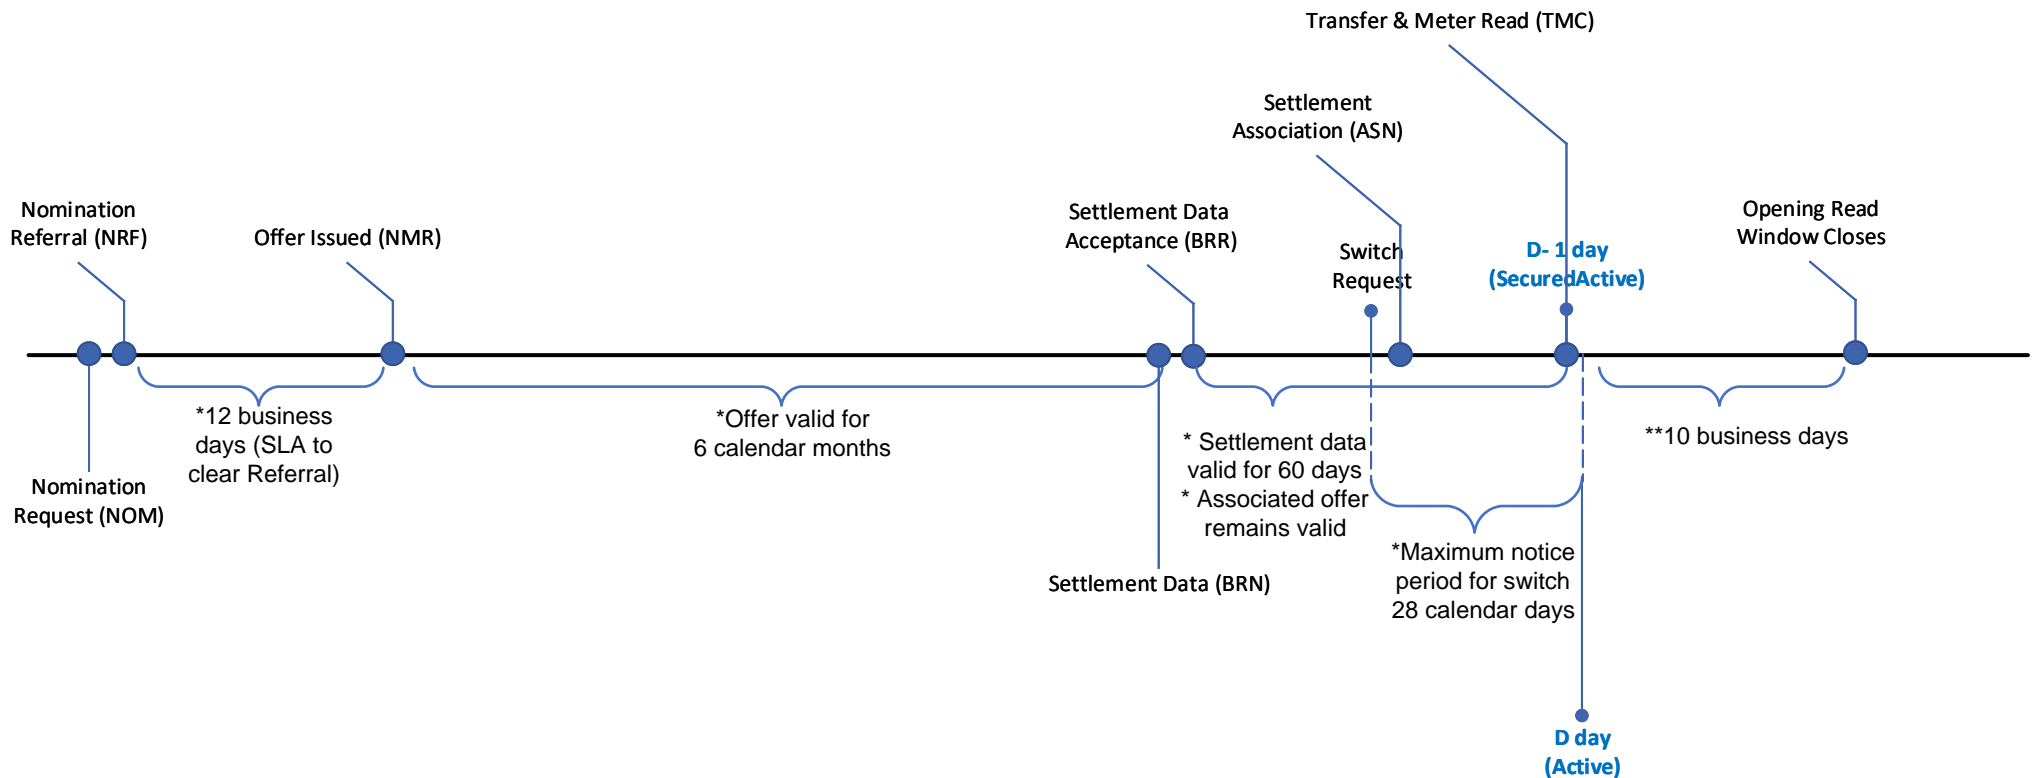 Transfer & Meter Read (TMC)
Settlement
Association (ASN)
Nomination
Referral (NRF)
Offer Issued (NMR)
Settlement Data
Acceptance (BRR)
Switch
Request
D- 1 day
(SecuredActive)
Opening Read
Window Closes
*12 business
days (SLA to
clear Referral)
*Offer valid for
6 calendar months
* Settlement data
valid for 60 days
* Associated offer
remains valid
**10 business days
Nomination
Request (NOM)
Settlement Data (BRN)
*Maximum notice
period for switch
28 calendar days
D day
(Active)